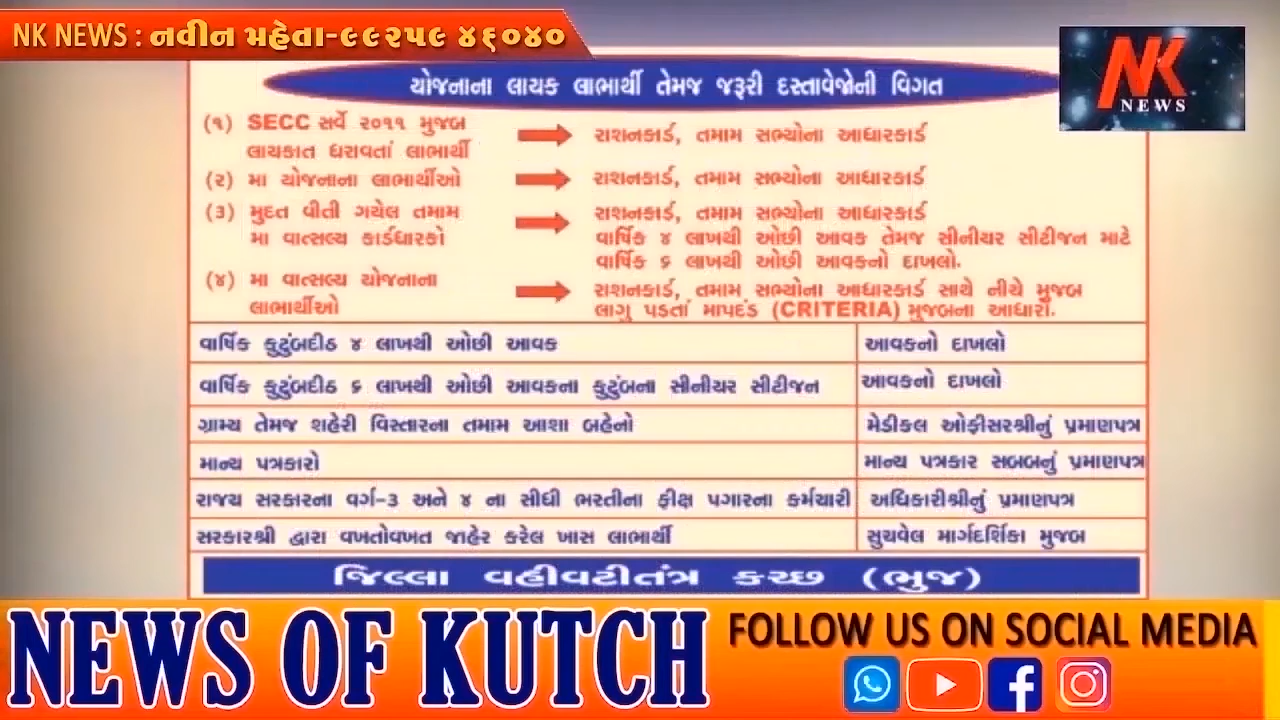 NK NEWS : નવીન મહેતા-૯૯૨૫૯ ૪૬૦૪૦
NK
NEWS
યોજનાના લાયક લાભાર્થી તેમજ જરૂરી દસ્તાવેજોની વિગત
(૧) SECC સર્વે ૨૦૧૧ મુજબ લાયકાત ધરાવતાં લાભાર્થી
રાશનકાર્ડ, તમામ સભ્યોના આધારકાર્ડ
(૨) મા યોજનાના લાભાર્થીઓ
રાશનકાર્ડ, તમામ સભ્યોના આધારકાર્ડ
(૩) મુદત વીતી ગયેલ તમામ
મા વાત્સલ્ય કાર્ડધારકો
રાશનકાર્ડ, તમામ સભ્યોના આધારકાર્ડ
વાર્ષિક ૪ લાખથી ઓછી આવક તેમજ સીનીયર સીટીજન માટે
વાર્ષિક ૬ લાખથી ઓછી આવકનો દાખલો.
(૪) મા વાત્સલ્ય યોજનાના
લાભાર્થીઓ
રાશનકાર્ડ, તમામ સભ્યોના આધારકાર્ડ સાથે નીચે મુજબ
લાગુ પડતાં માપદંડ (CRITERIA) મુજબના આધારો.
વાર્ષિક કુટુંબદીઠ ૪ લાખથી ઓછી આવક
આવકનો દાખલો
વાર્ષિક કુટુંબદીઠ ૬ લાખથી ઓછી આવકના કુટુંબના સીનીયર સીટીજન
આવકનો દાખલો
ગ્રામ્ય તેમજ શહેરી વિસ્તારના તમામ આશા બહેનો
મેડીકલ ઓફીસરશ્રીનું પ્રમાણપત્ર
માન્ય પત્રકારો
માન્ય પત્રકાર સબબનું પ્રમાણપત્ર
રાજ્ય સરકારના વર્ગ-૩ અને ૪ ના સીધી ભરતીના ફીક્ષ પગારના કર્મચારી
અધિકારીશ્રીનું પ્રમાણપત્ર
સરકારશ્રી દ્વારા વખતોવખત જાહેર કરેલ ખાસ લાભાર્થી
સુચવેલ માર્ગદર્શિકા મુજબ
જિલ્લા વહીવટીતંત્ર કચ્છ (ભુજ)
NEWS OF KUTCH
FOLLOW US ON SOCIAL MEDIA